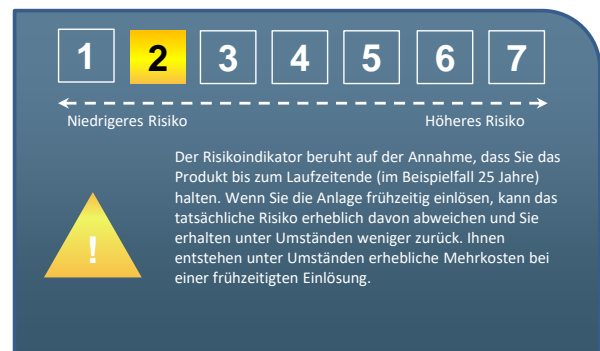 1 2 3 4 5 6 7
Niedrigeres Risiko Höheres Risiko
Der Risikoindikator beruht auf der Annahme, dass Sie das
Produkt bis zum Laufzeitende (im Beispielfall 25 Jahre)
halten. Wenn Sie die Anlage frühzeitig einlösen, kann das
tatsächliche Risiko erheblich davon abweichen und Sie
erhalten unter Umständen weniger zurück. Ihnen
entstehen unter Umständen erhebliche Mehrkosten bei
einer frühzeitigten Einlösung.
!